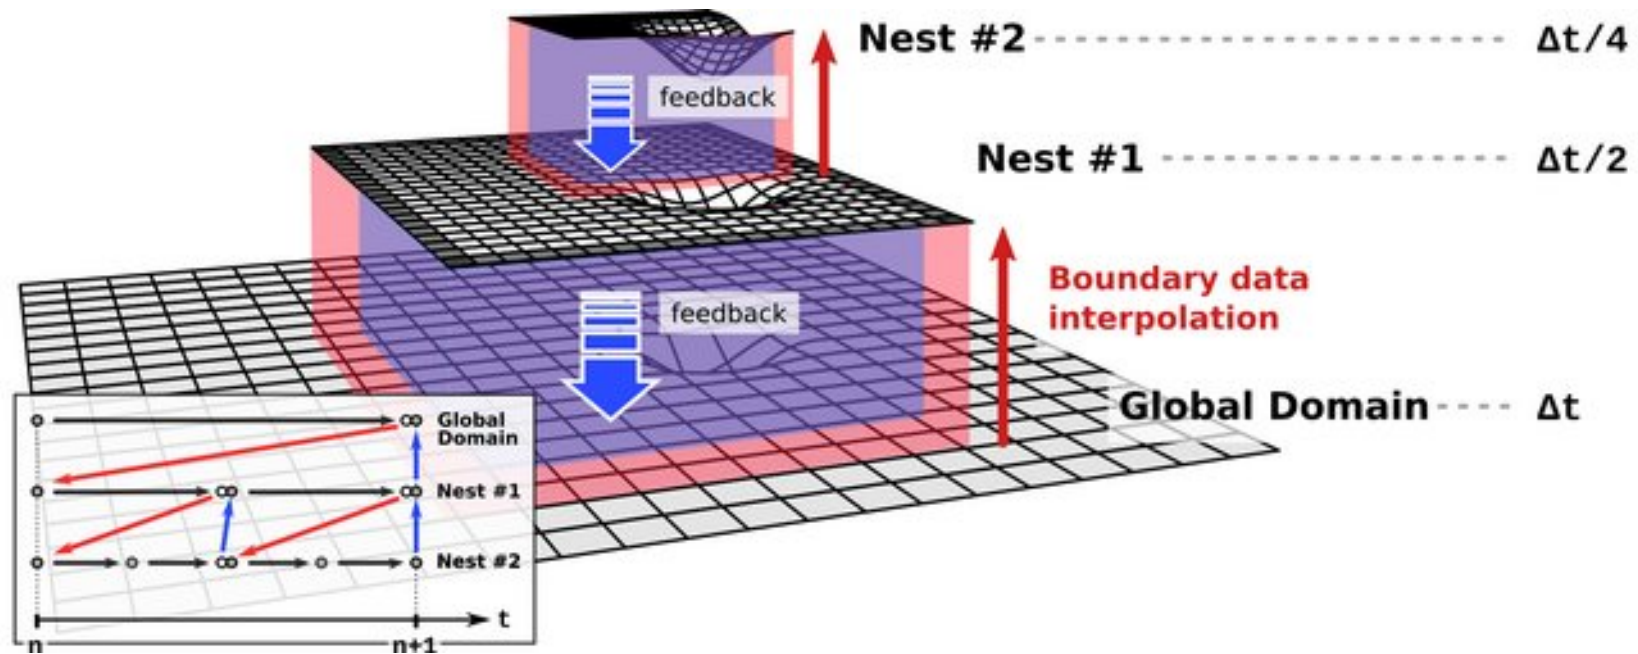 Nest #2 Δt/4
feedback
Nest #1 Δt/2
Boundary data
interpolation
feedback
Global Domain Δt
Global
Domain
Nest #1
Nest #2
t
n n+1